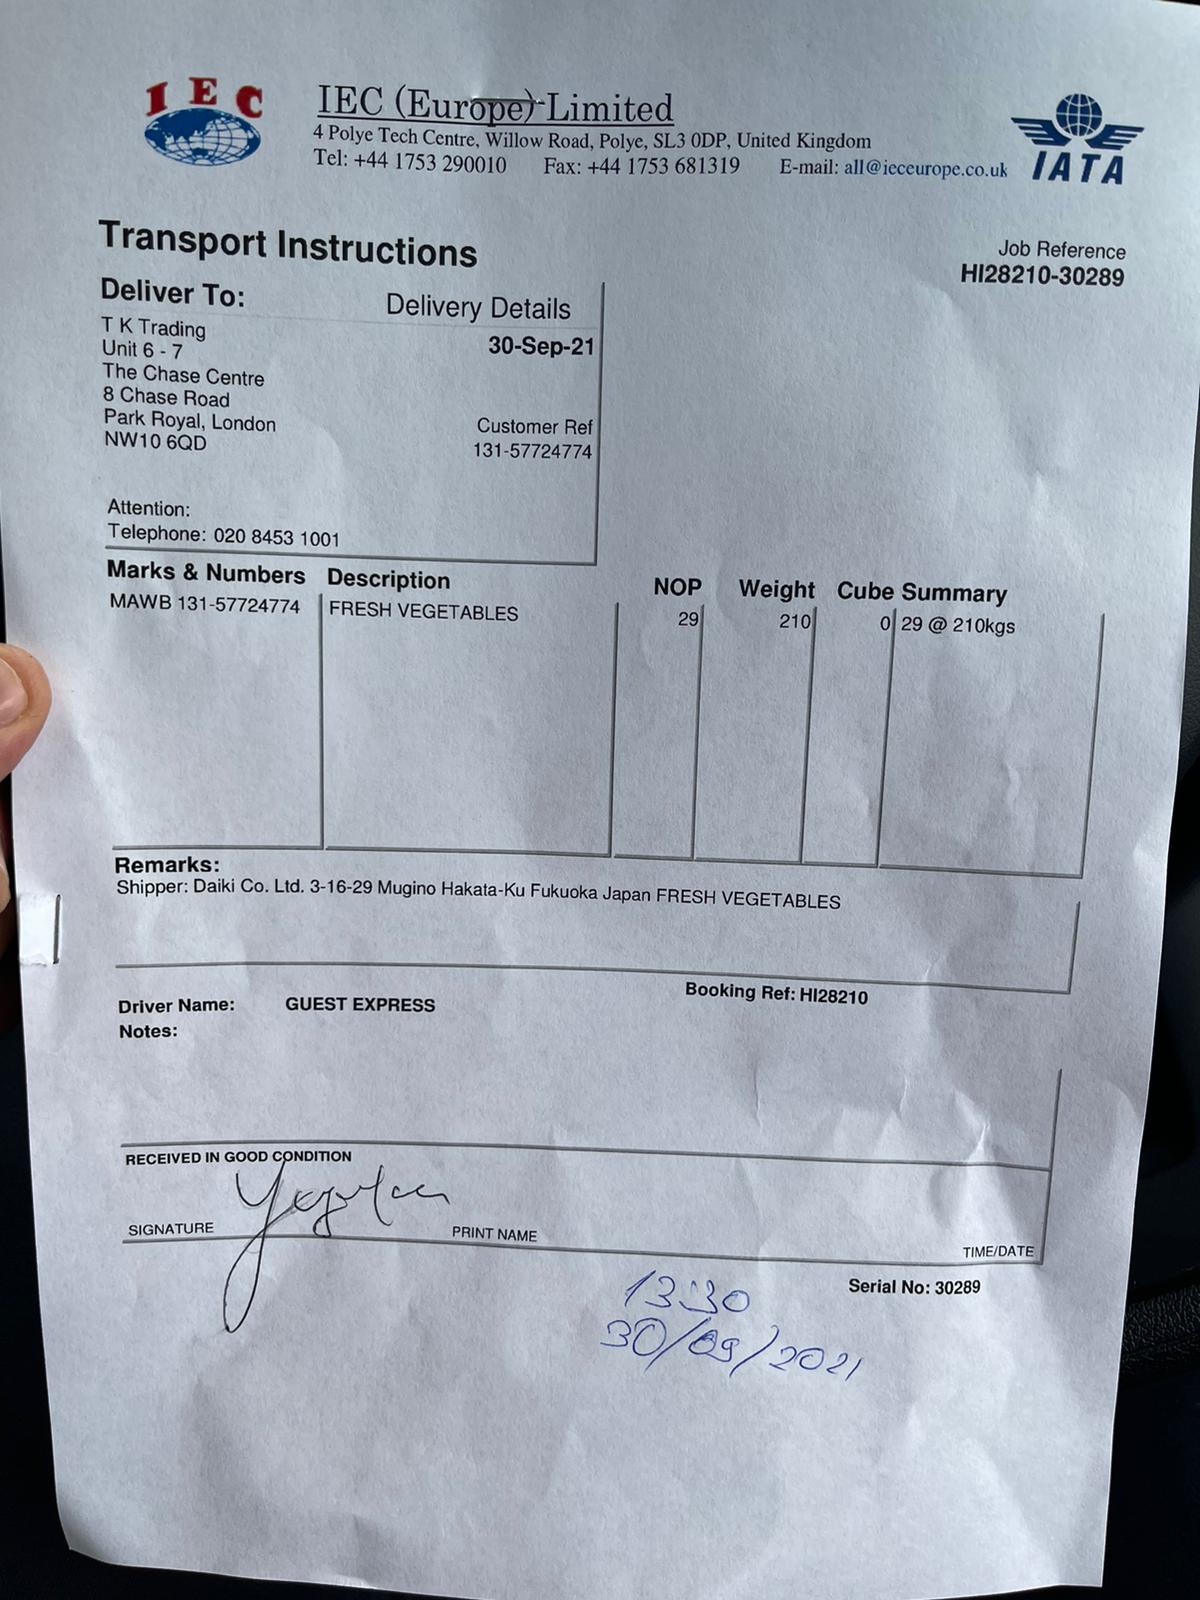 IEC
IEC (Europe) Limited
4 Polye Tech Centre, Willow Road, Polye, SL3 0DP, United Kingdom
Tel: +44 1753 290010 Fax: +44 1753 681319 E-mail: all@ieceurope.co.uk
IATA
Transport Instructions
Job Reference
HI28210-30289
Deliver To:
Delivery Details
T K Trading
Unit 6 - 7
The Chase Centre
8 Chase Road
Park Royal, London
NW10 6QD
30-Sep-21
Customer Ref
131-57724774
Attention:
Telephone: 020 8453 1001
Marks & Numbers Description NOP Weight Cube Summary
MAWB 131-57724774 FRESH VEGETABLES 29 210 0 29 @ 210kgs
Remarks:
Shipper: Daiki Co. Ltd. 3-16-29 Mugino Hakata-Ku Fukuoka Japan FRESH VEGETABLES
Booking Ref: HI28210
Driver Name: GUEST EXPRESS
Notes:
RECEIVED IN GOOD CONDITION
SIGNATURE PRINT NAME TIME/DATE
Serial No: 30289
13:30
30/09/2021